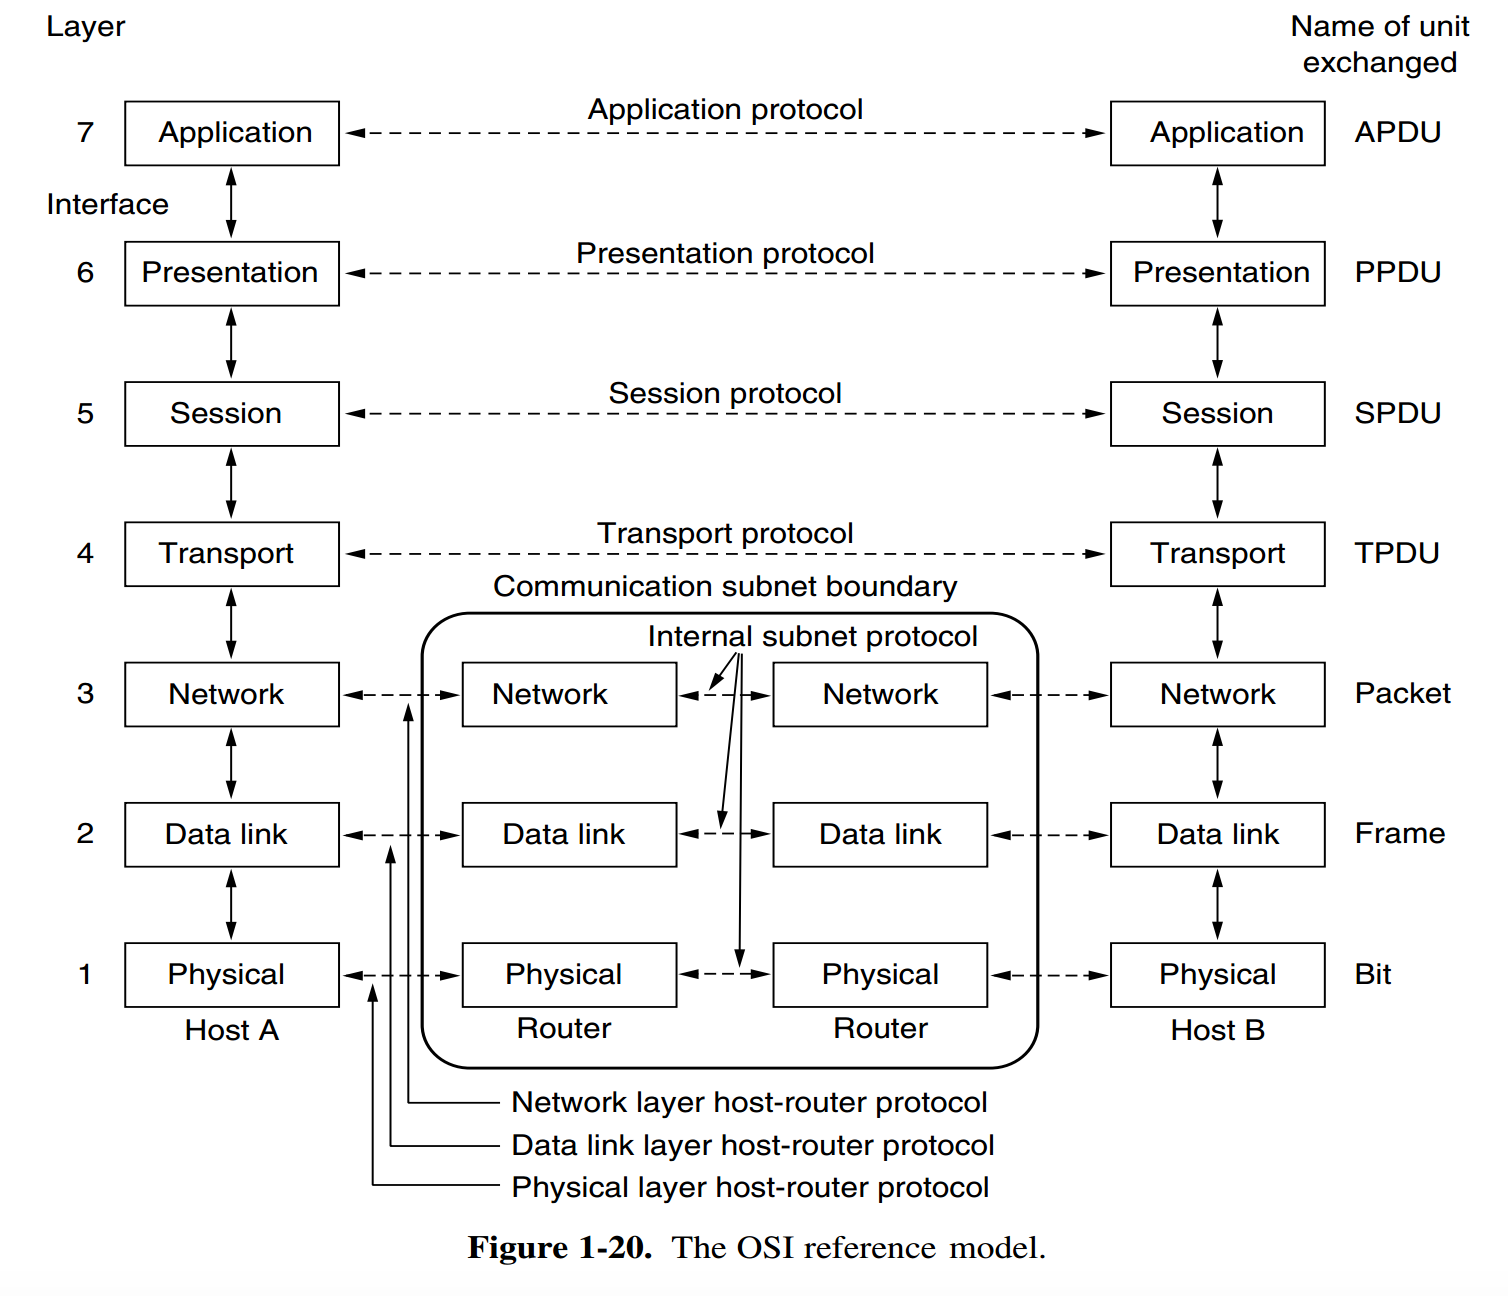 Layer
Name of unit
exchanged
7
Application
Application protocol
Application
APDU
Interface
6
Presentation
Presentation protocol
Presentation
PPDU
5
Session
Session protocol
Session
SPDU
4
Transport
Transport protocol
Transport
TPDU
Communication subnet boundary
Internal subnet protocol
3
Network
Network
Network
Network
Packet
2
Data link
Data link
Data link
Data link
Frame
1
Physical
Physical
Physical
Physical
Bit
Host A
Router
Router
Host B
Network layer host-router protocol
Data link layer host-router protocol
Physical layer host-router protocol
Figure 1-20. The OSI reference model.